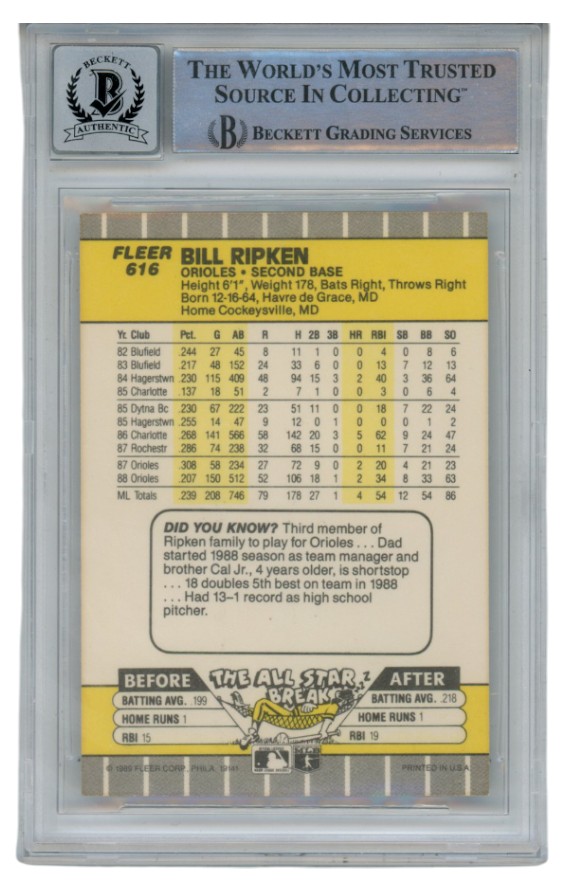 BECKETT
B
AUTHENTIC
THE WORLD'S MOST TRUSTED
SOURCE IN COLLECTING™
B BECKETT GRADING SERVICES
FLEER
616
BILL RIPKEN
ORIOLES • SECOND BASE
Height 6'1", Weight 178, Bats Right, Throws Right
Born 12-16-64, Havre de Grace, MD
Home Cockeysville, MD
Yr. Club Pct. G AB R H 2B 3B HR RBI SB BB SO
82 Blufield .244 27 45 8 11 1 0 0 4 0 8 6
83 Blufield .217 48 152 24 33 6 0 0 13 7 12 13
84 Hagerstwn .230 115 409 48 94 15 3 2 40 3 36 64
85 Charlotte .137 18 51 2 7 1 0 0 3 0 6 4
85 Dytna Bc .230 67 222 23 51 11 0 0 18 7 22 24
85 Hagerstwn .255 14 47 9 12 0 1 0 0 0 1 2
86 Charlotte .268 141 566 58 142 20 3 5 62 9 24 47
87 Rochestr .286 74 238 32 68 15 0 0 11 7 21 24
87 Orioles .308 58 234 27 72 9 0 2 20 4 21 23
88 Orioles .207 150 512 52 106 18 1 2 34 8 33 63
ML Totals .239 208 746 79 178 27 1 4 54 12 54 86
DID YOU KNOW? Third member of
Ripken family to play for Orioles . . . Dad
started 1988 season as team manager and
brother Cal Jr., 4 years older, is shortstop
. . . 18 doubles 5th best on team in 1988
. . . Had 13–1 record as high school
pitcher.
BEFORE THE ALL STAR BREAK AFTER
BATTING AVG. .199 BATTING AVG. .218
HOME RUNS 1 HOME RUNS 1
RBI 15 RBI 19
© 1989 FLEER CORP., PHILA. 19141 PRINTED IN U.S.A.